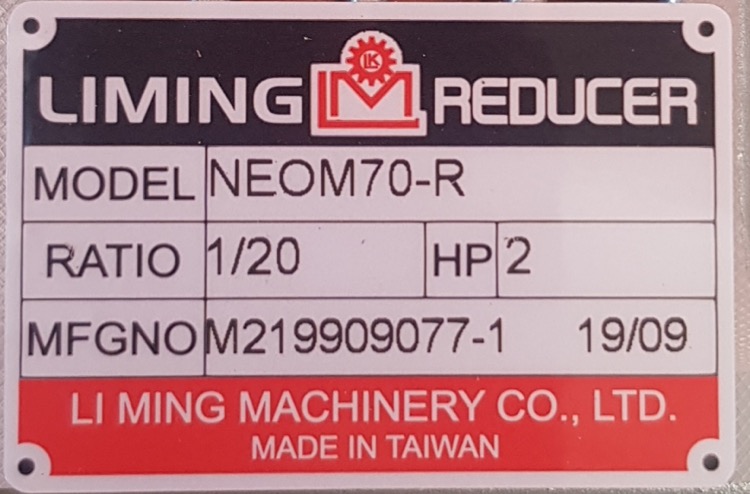 LIMING LK M REDUCER
MODEL NEOM70-R
RATIO 1/20 HP 2
MFGNO M219909077-1 19/09
LI MING MACHINERY CO., LTD.
MADE IN TAIWAN